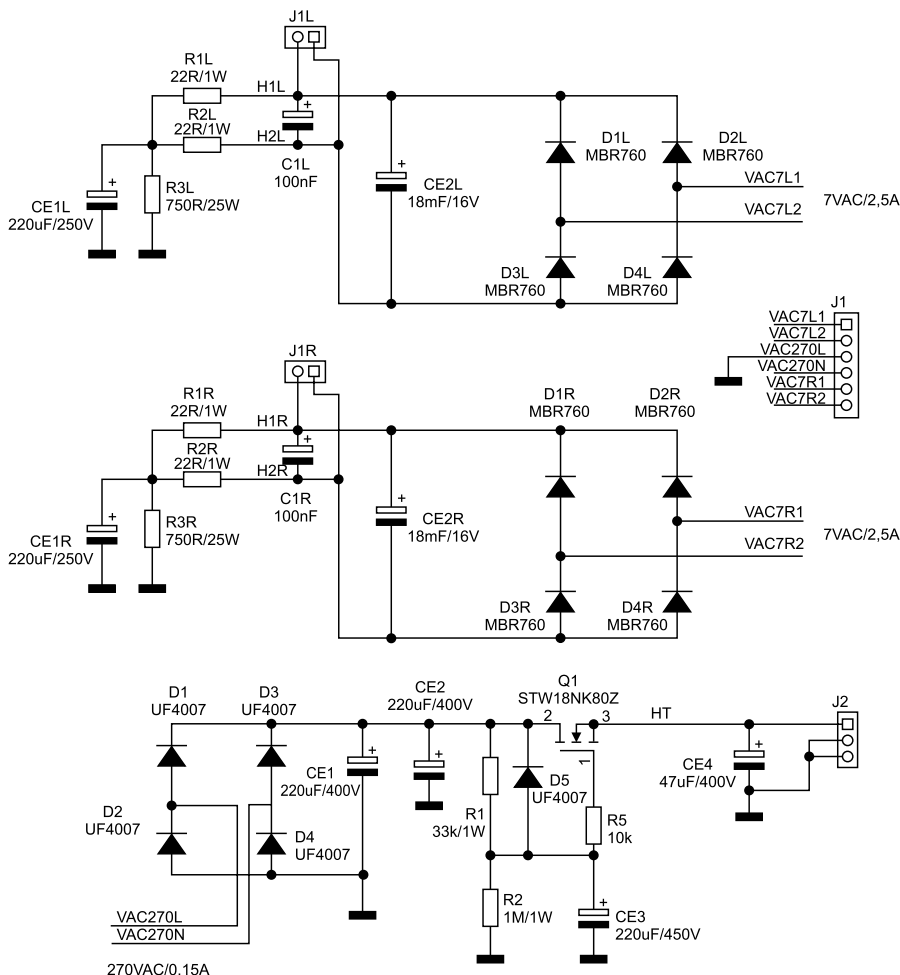 J1L
R1L
22R/1W
H1L
R2L
22R/1W
H2L
C1L
100nF
R3L
750R/25W
CE1L
220uF/250V
CE2L
18mF/16V
D1L
MBR760
D2L
MBR760
VAC7L1
VAC7L2
7VAC/2,5A
D3L
MBR760
D4L
MBR760
J1
VAC7L1
VAC7L2
VAC270L
VAC270N
VAC7R1
VAC7R2
J1R
R1R
22R/1W
H1R
R2R
22R/1W
H2R
C1R
100nF
R3R
750R/25W
CE1R
220uF/250V
CE2R
18mF/16V
D1R
MBR760
D2R
MBR760
VAC7R1
VAC7R2
7VAC/2,5A
D3R
MBR760
D4R
MBR760
D1
UF4007
D3
UF4007
CE2
220uF/400V
Q1
STW18NK80Z
2
3
1
HT
J2
CE1
220uF/400V
D2
UF4007
D4
UF4007
R1
33k/1W
D5
UF4007
R5
10k
CE4
47uF/400V
R2
1M/1W
CE3
220uF/450V
VAC270L
VAC270N
270VAC/0,15A
+
+
+
+
+
+
+
+
+
+